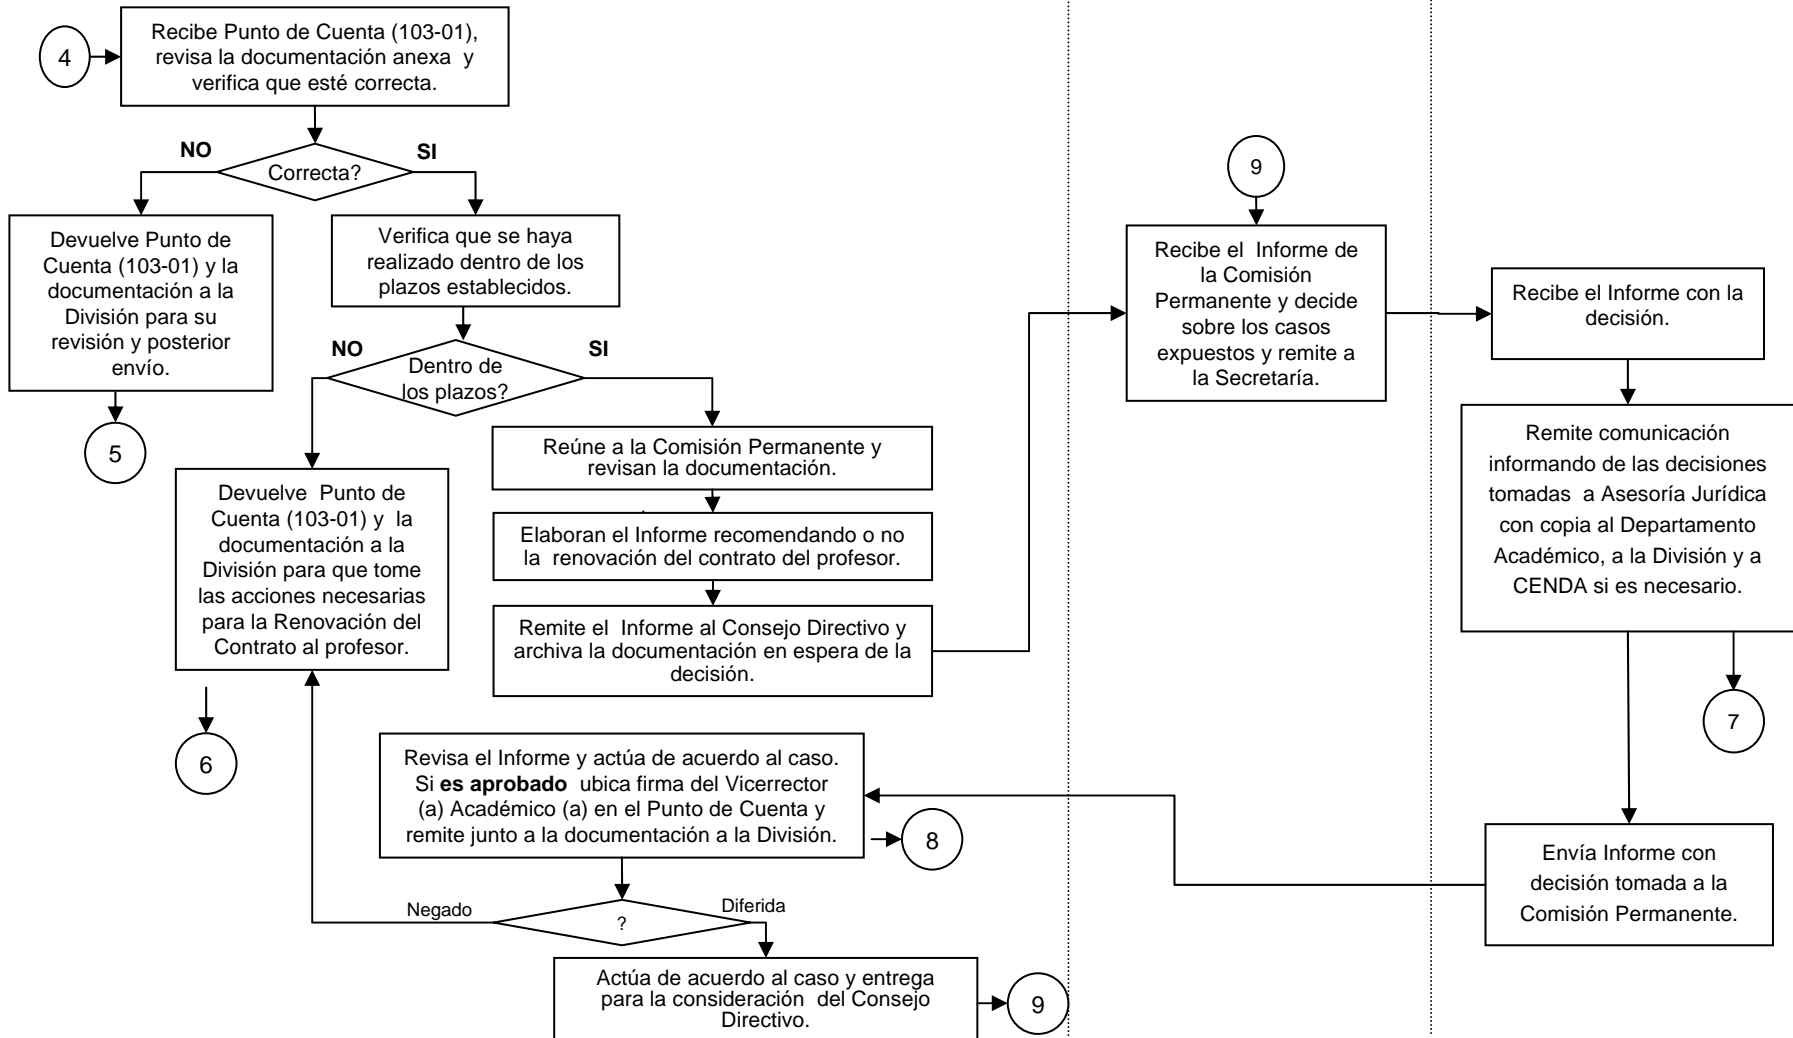 4
Recibe Punto de Cuenta (103-01),
revisa la documentación anexa y
verifica que esté correcta.
NO
SI
Correcta?
Devuelve Punto de
Cuenta (103-01) y la
documentación a la
División para su
revisión y posterior
envío.
5
Verifica que se haya
realizado dentro de los
plazos establecidos.
NO
SI
Dentro de
los plazos?
Devuelve Punto de
Cuenta (103-01) y la
documentación a la
División para que tome
las acciones necesarias
para la Renovación del
Contrato al profesor.
6
Reúne a la Comisión Permanente y
revisan la documentación.
Elaboran el Informe recomendando o no
la renovación del contrato del profesor.
Remite el Informe al Consejo Directivo y
archiva la documentación en espera de la
decisión.
9
Recibe el Informe de
la Comisión
Permanente y decide
sobre los casos
expuestos y remite a
la Secretaría.
Recibe el Informe con la
decisión.
Remite comunicación
informando de las decisiones
tomadas a Asesoría Jurídica
con copia al Departamento
Académico, a la División y a
CENDA si es necesario.
7
Envía Informe con
decisión tomada a la
Comisión Permanente.
Revisa el Informe y actúa de acuerdo al caso.
Si es aprobado ubica firma del Vicerrector
(a) Académico (a) en el Punto de Cuenta y
remite junto a la documentación a la División.
8
Negado
?
Diferida
Actúa de acuerdo al caso y entrega
para la consideración del Consejo
Directivo.
9